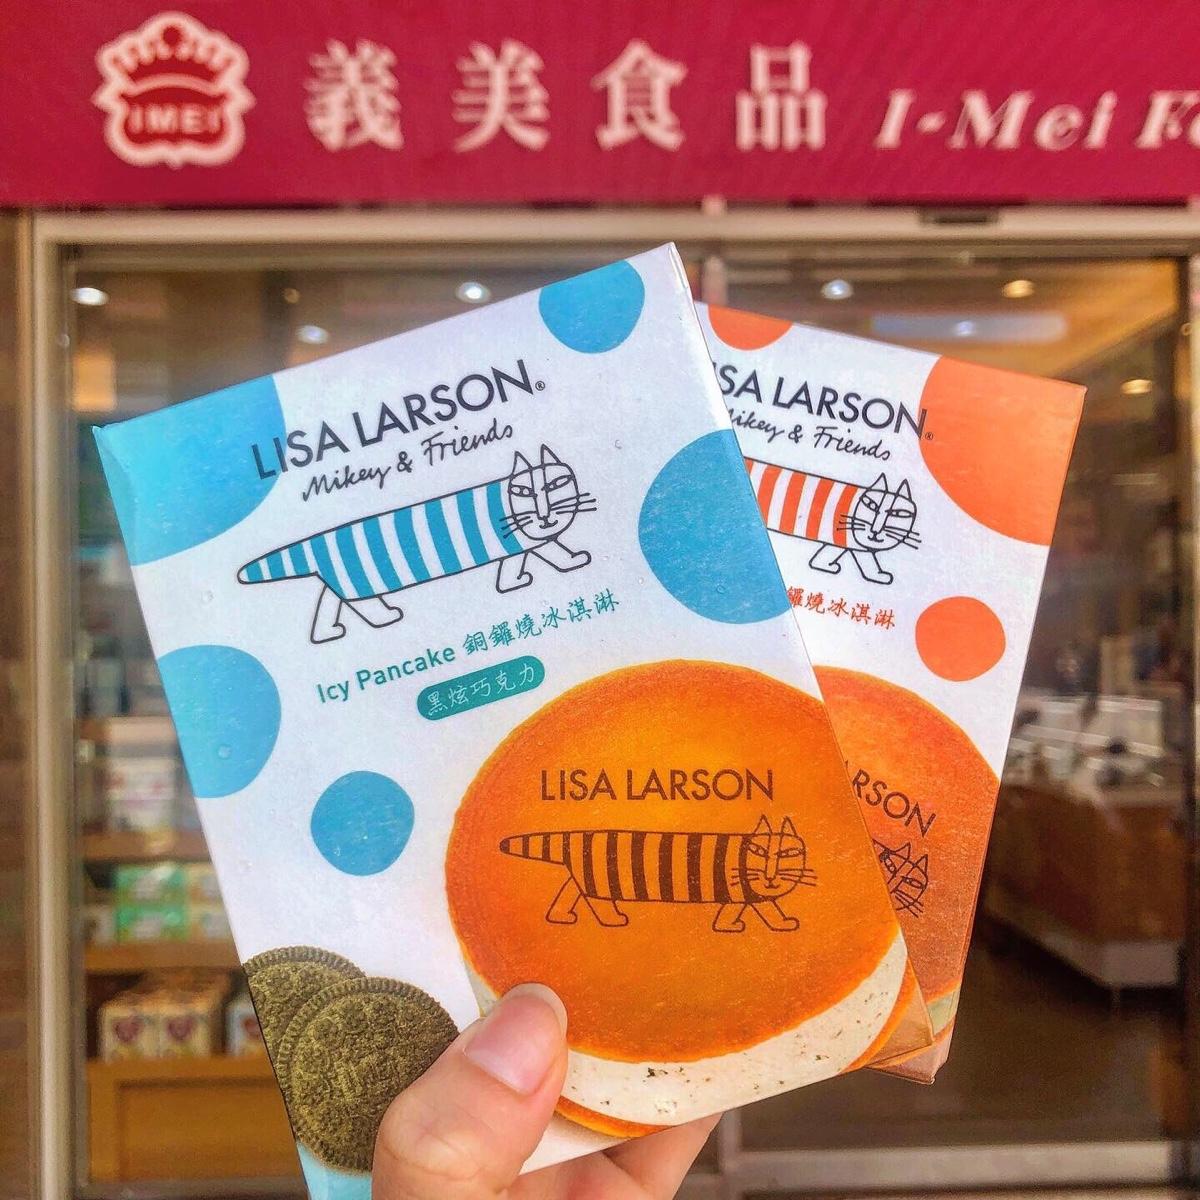 IMEI
義美食品 I-Mei Fo
LISA LARSON®
Mikey & Friends
Icy Pancake 銅鑼燒冰淇淋
黑炫巧克力
LISA LARSON
ISA LARSON®
Mikey & Friends
鑼燒冰淇淋
ARSON